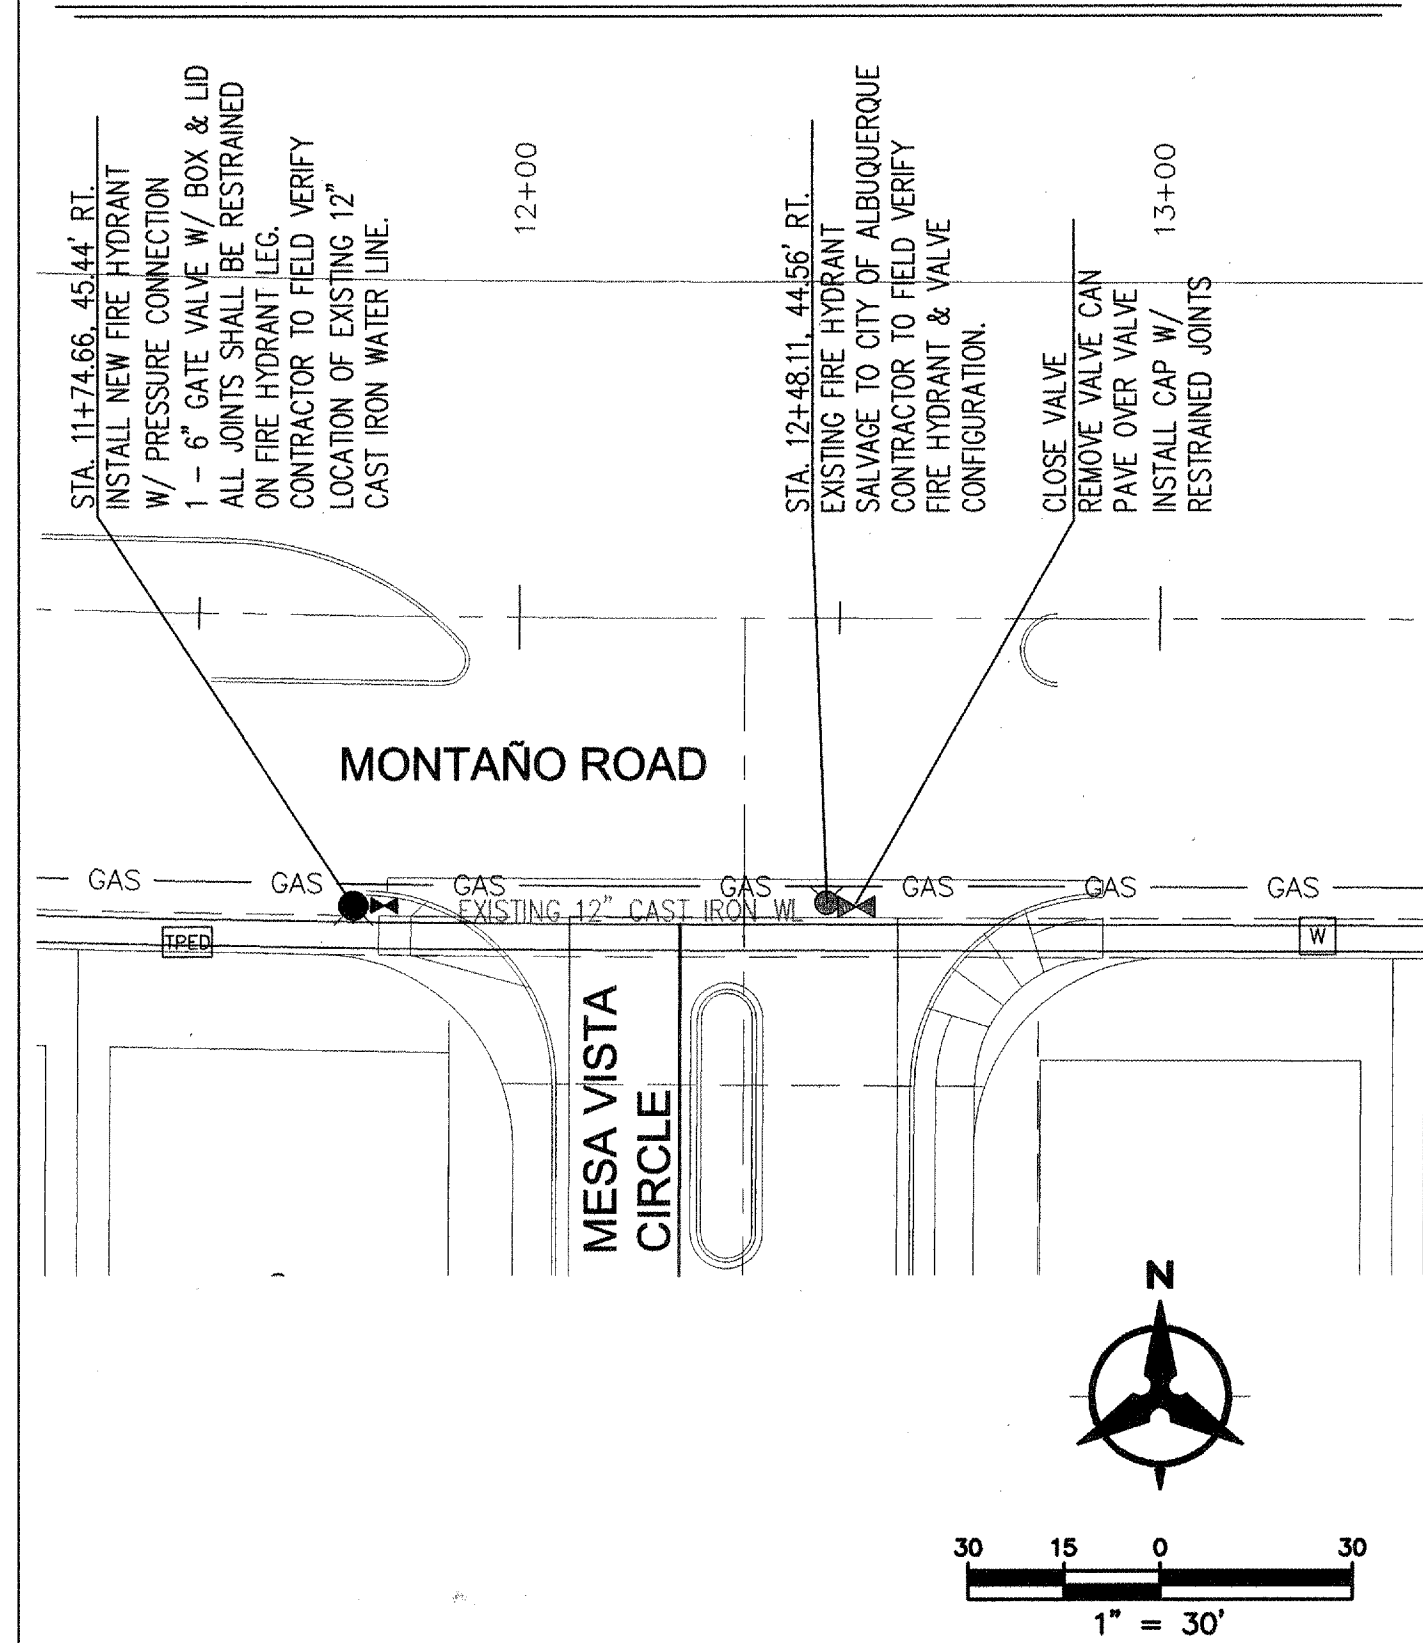 STA. 11+74.66, 45.44' RT.
INSTALL NEW FIRE HYDRANT
W/ PRESSURE CONNECTION
1 - 6" GATE VALVE W/ BOX & LID
ALL JOINTS SHALL BE RESTRAINED
ON FIRE HYDRANT LEG.
CONTRACTOR TO FIELD VERIFY
LOCATION OF EXISTING 12"
CAST IRON WATER LINE.
12+00
STA. 12+48.11, 44.56' RT.
EXISTING FIRE HYDRANT
SALVAGE TO CITY OF ALBUQUERQUE
CONTRACTOR TO FIELD VERIFY
FIRE HYDRANT & VALVE
CONFIGURATION.
CLOSE VALVE
REMOVE VALVE CAN
PAVE OVER VALVE
INSTALL CAP W/
RESTRAINED JOINTS
13+00
MONTAÑO ROAD
GAS GAS GAS GAS GAS GAS GAS
EXISTING 12" CAST IRON WL
TPED
W
MESA VISTA
CIRCLE
N
30 15 0 30
1" = 30'